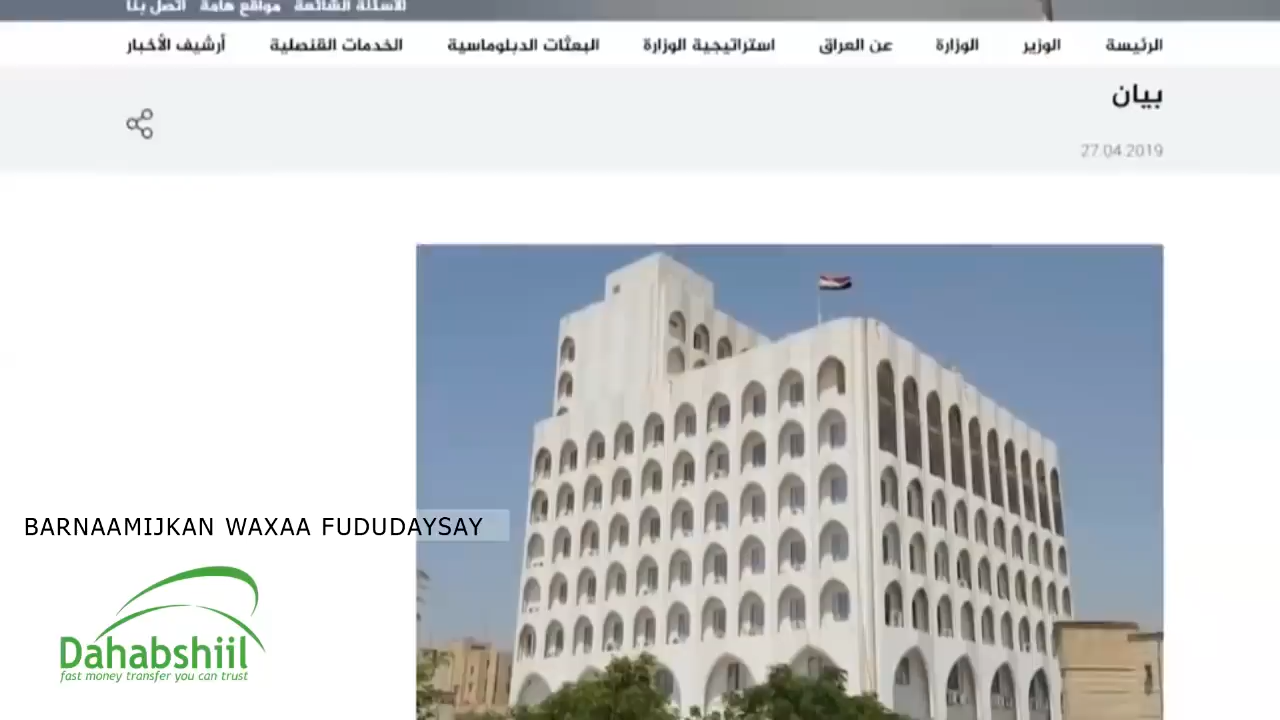 الأسئلة الشائعة مواقع هامة اتصل بنا
الرئيسة الوزير الوزارة عن العراق استراتيجية الوزارة البعثات الدبلوماسية الخدمات القنصلية أرشيف الأخبار
بيان
27.04.2019
BARNAAMIJKAN WAXAA FUDUDAYSAY
Dahabshiil
fast money transfer you can trust